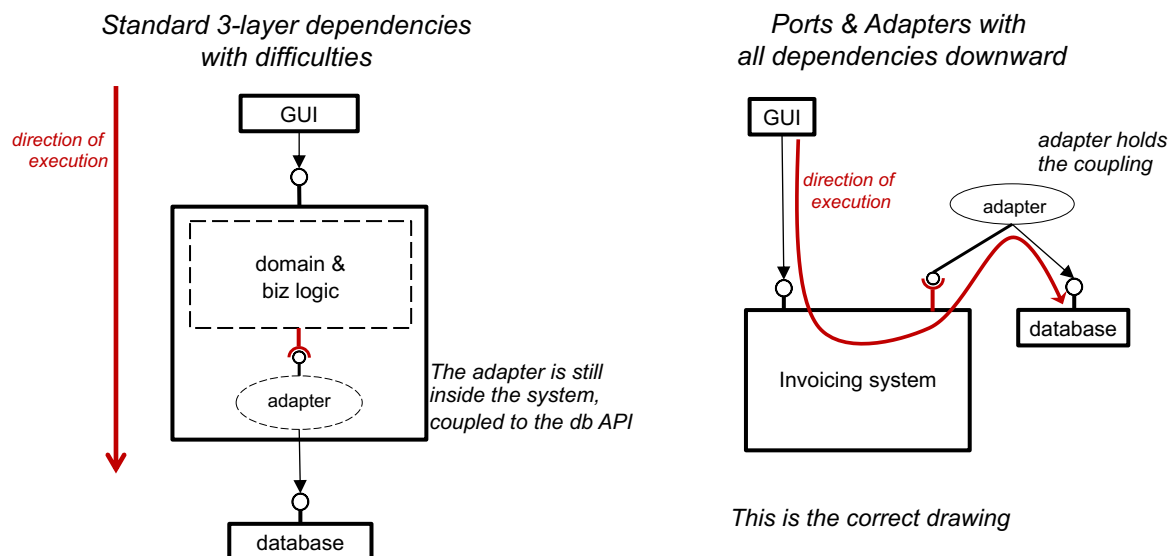 Standard 3-layer dependencies
with difficulties
direction of
execution
GUI
domain &
biz logic
adapter
The adapter is still
inside the system,
coupled to the db API
database
Ports & Adapters with
all dependencies downward
GUI
direction of
execution
adapter holds
the coupling
adapter
database
Invoicing system
This is the correct drawing